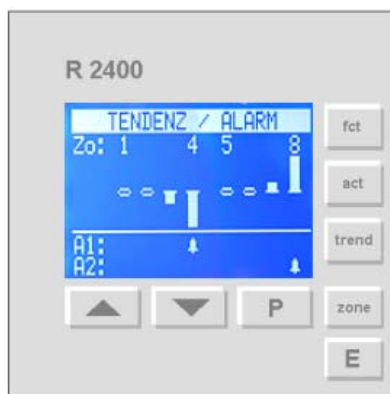 R 2400
TENDENZ / ALARM
Zo: 1 4 5 8
A1:
A2:
fct
act
trend
zone
P
E